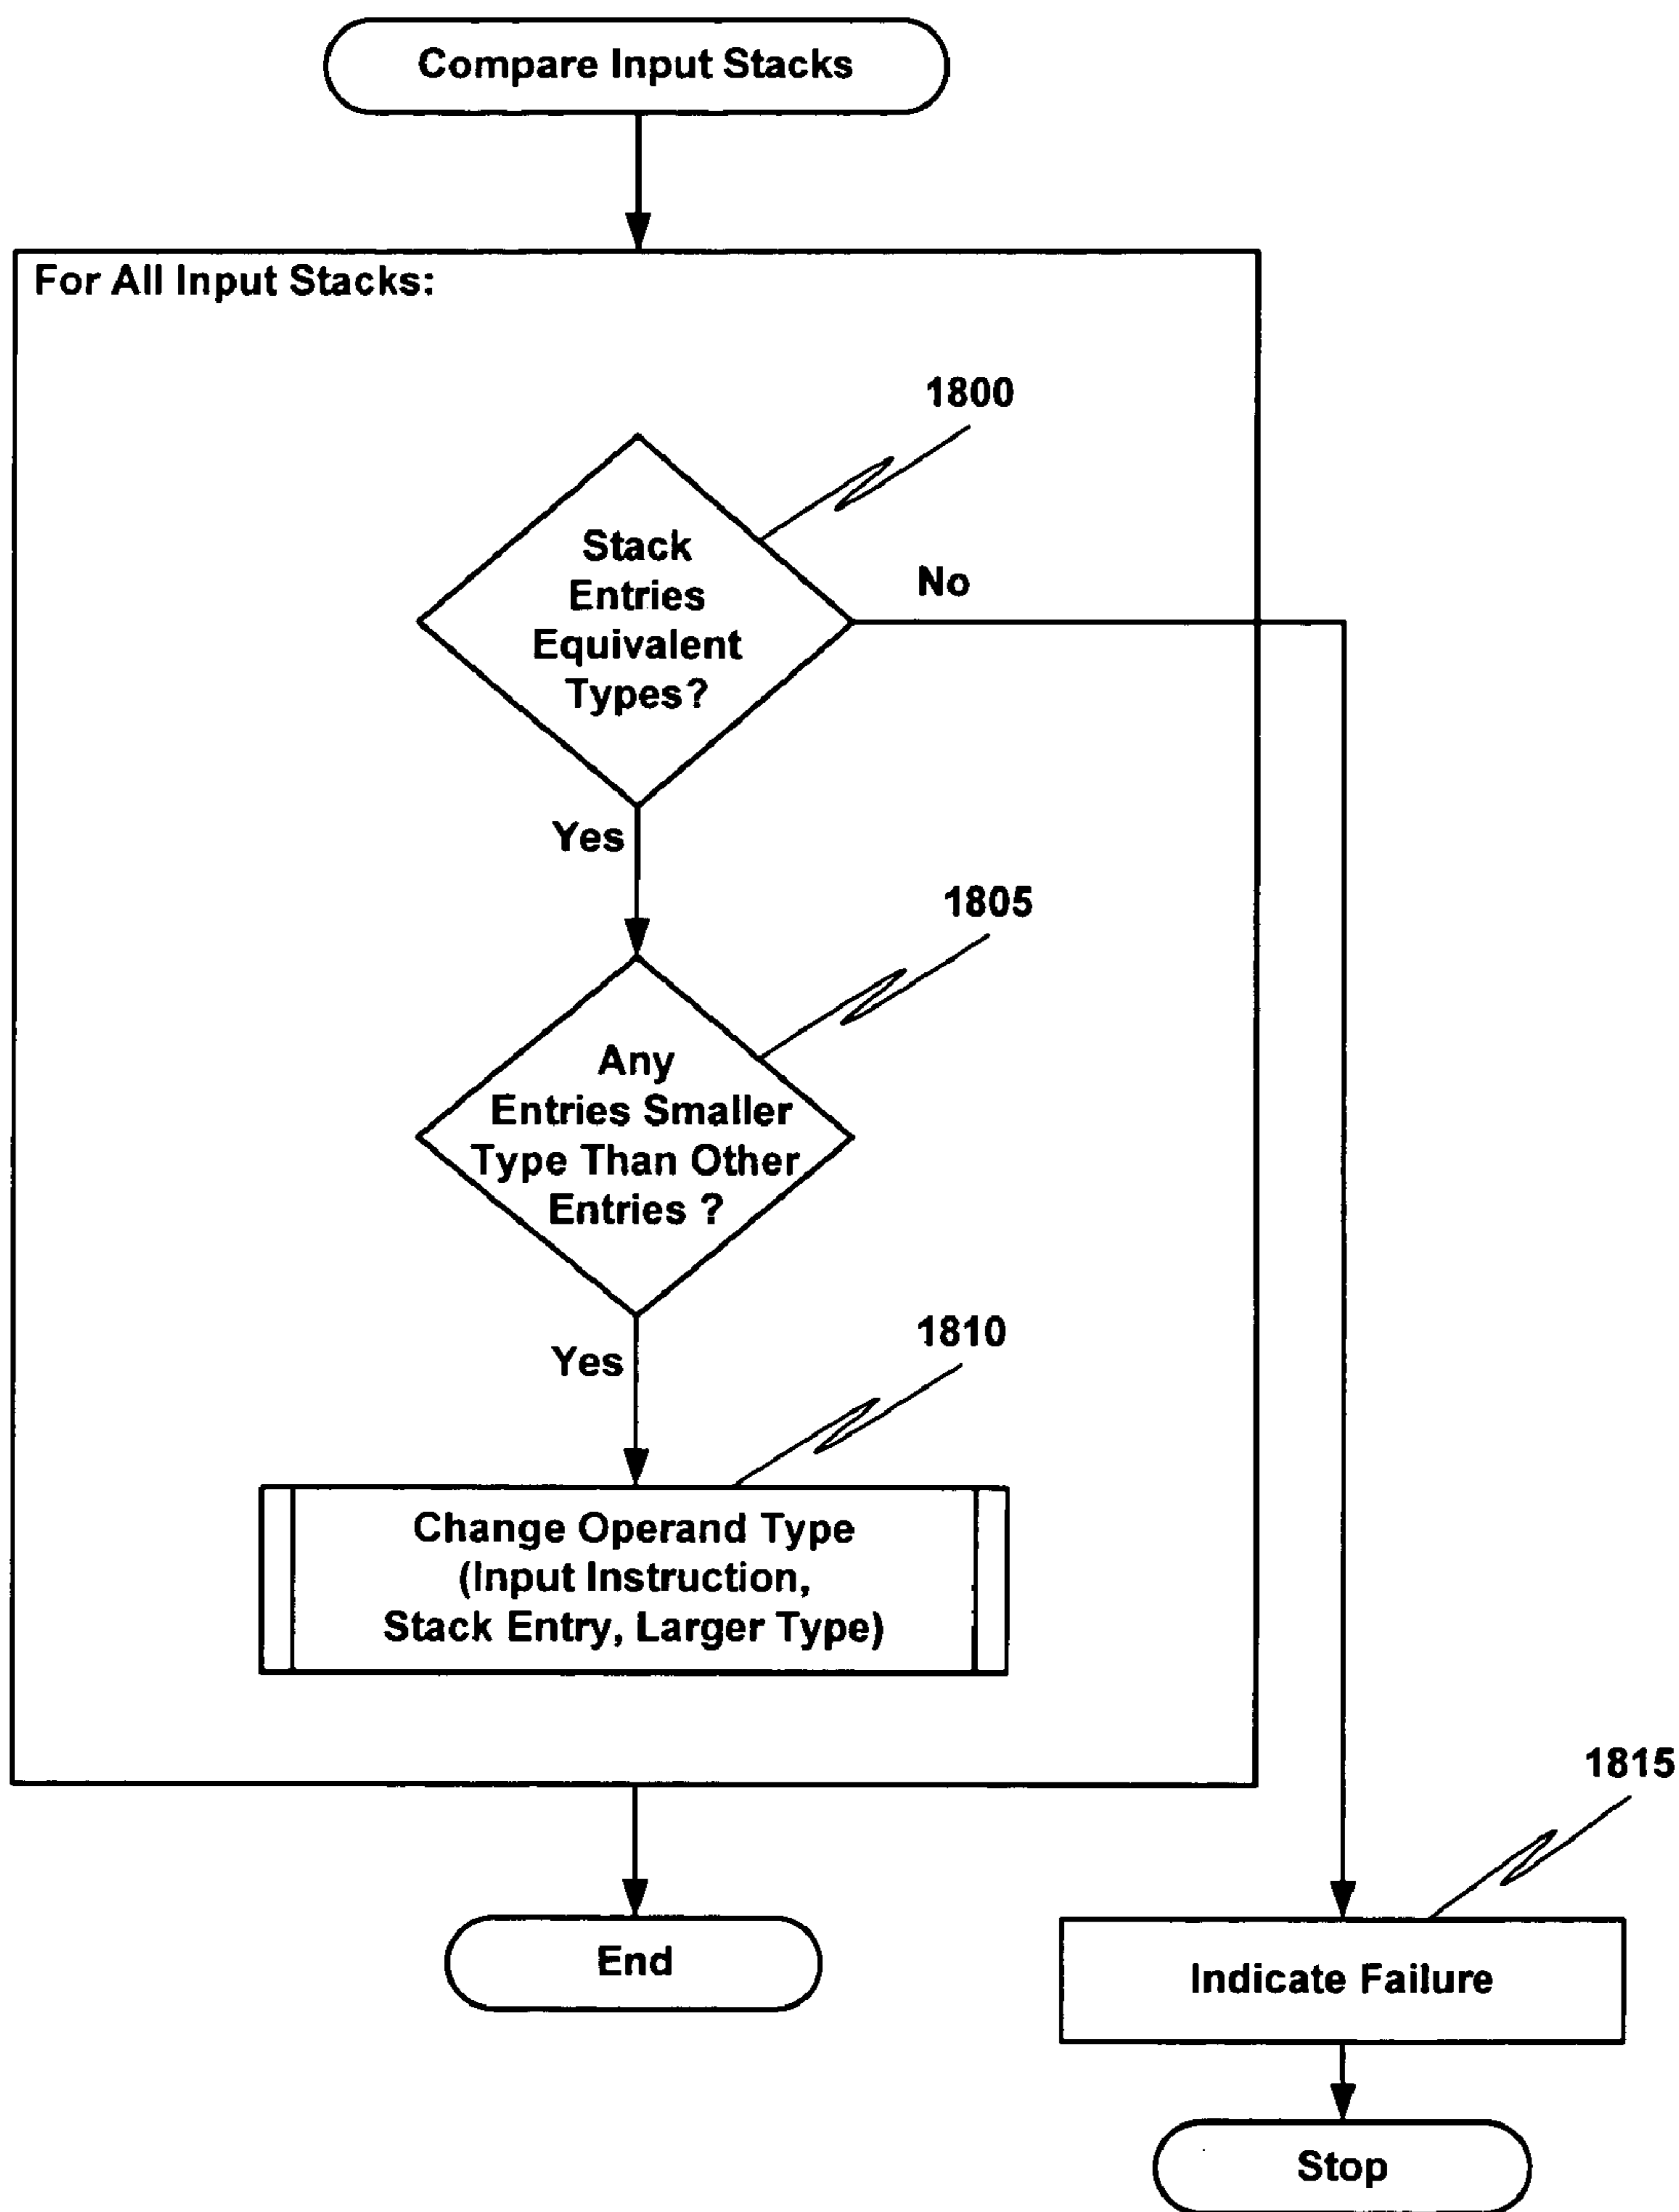 Compare Input Stacks
For All Input Stacks:
1800
Stack
Entries
Equivalent
Types?
No
Yes
1805
Any
Entries Smaller
Type Than Other
Entries ?
Yes
1810
Change Operand Type
(Input Instruction,
Stack Entry, Larger Type)
1815
End
Indicate Failure
Stop